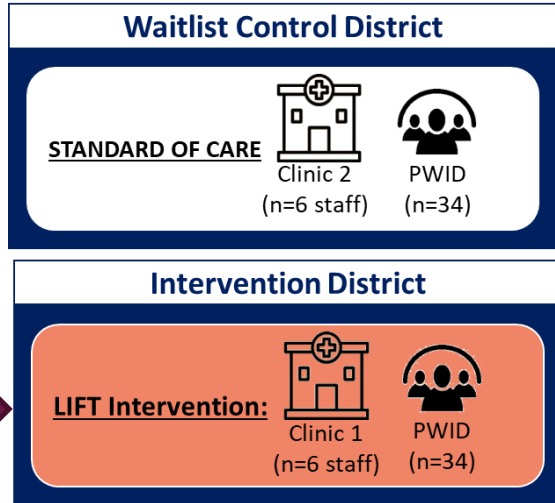 Waitlist Control District
STANDARD OF CARE
Clinic 2
(n=6 staff)
PWID
(n=34)
Intervention District
LIFT Intervention:
Clinic 1
(n=6 staff)
PWID
(n=34)